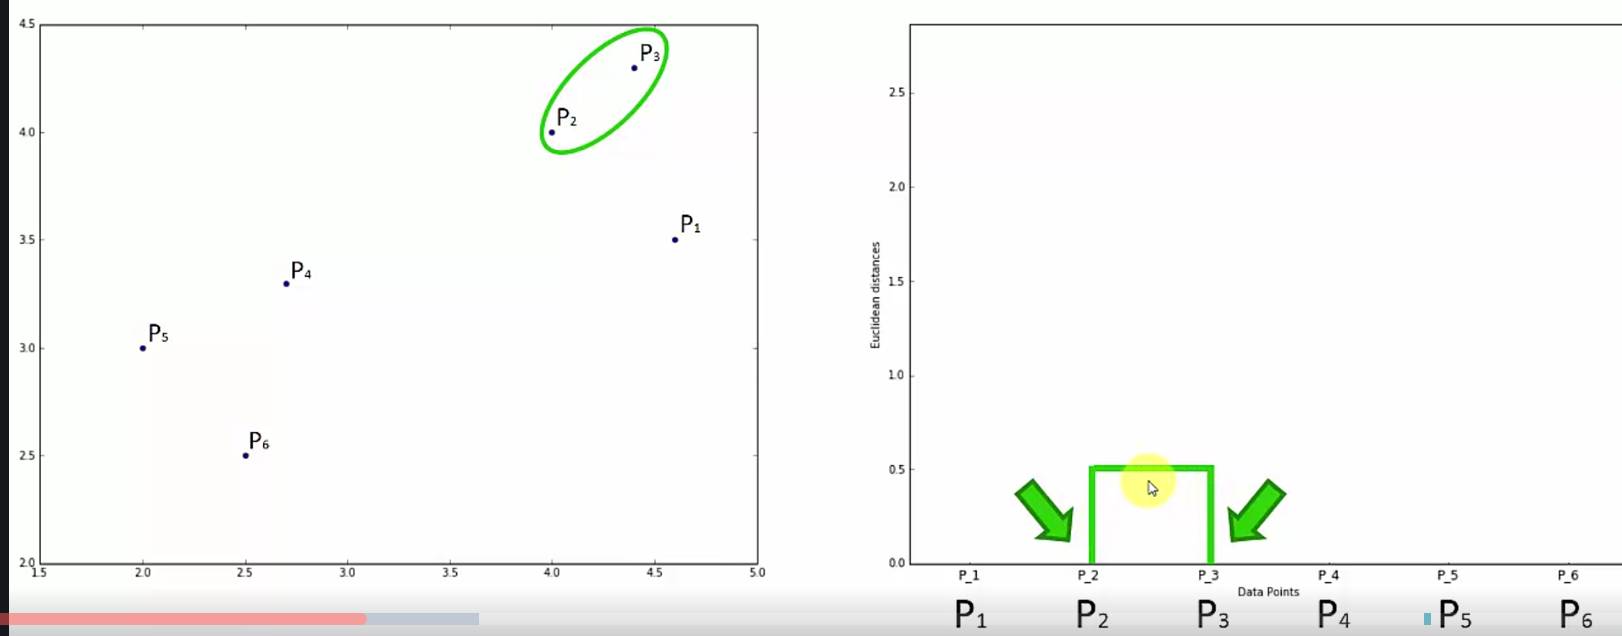 4.5
P₃
P₂
4.0
P₁
3.5
P₄
P₅
3.0
P₆
2.5
2.0
1.5 2.0 2.5 3.0 3.5 4.0 4.5 5.0
Euclidean distances
2.5
2.0
1.5
1.0
0.5
0.0
P_1 P_2 P_3 P_4 P_5 P_6
Data Points
P₁ P₂ P₃ P₄ P₅ P₆